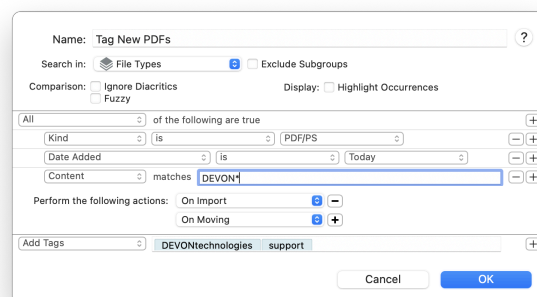 Name: Tag New PDFs ?
Search in: File Types Exclude Subgroups
Comparison: Ignore Diacritics Display: Highlight Occurrences
Fuzzy
All of the following are true +
Kind is PDF/PS − +
Date Added is Today − +
Content matches DEVON* − +
Perform the following actions: On Import −
On Moving +
Add Tags DEVONtechnologies support +
Cancel OK